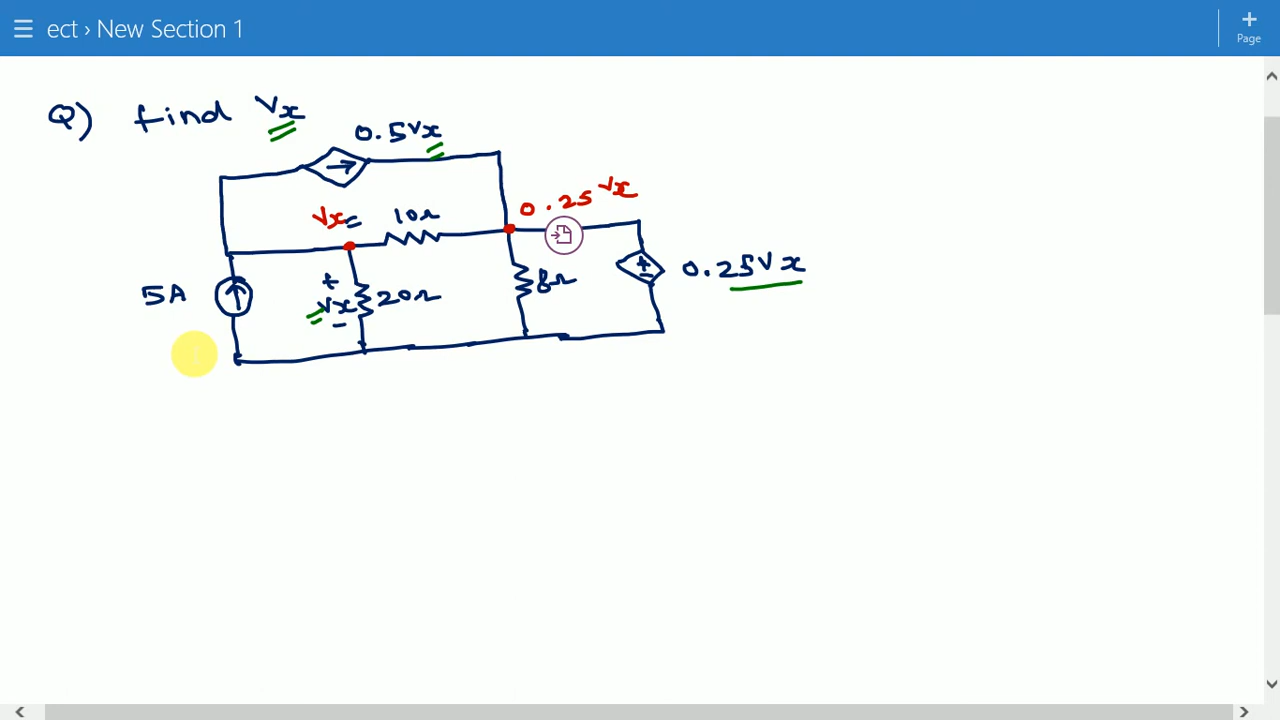 ect › New Section 1
Page
Q) find Vx
0.5Vx
0.25 Vx
Vx
10Ω
+
5A
Vx
20Ω
8Ω
+
-
0.25Vx
-